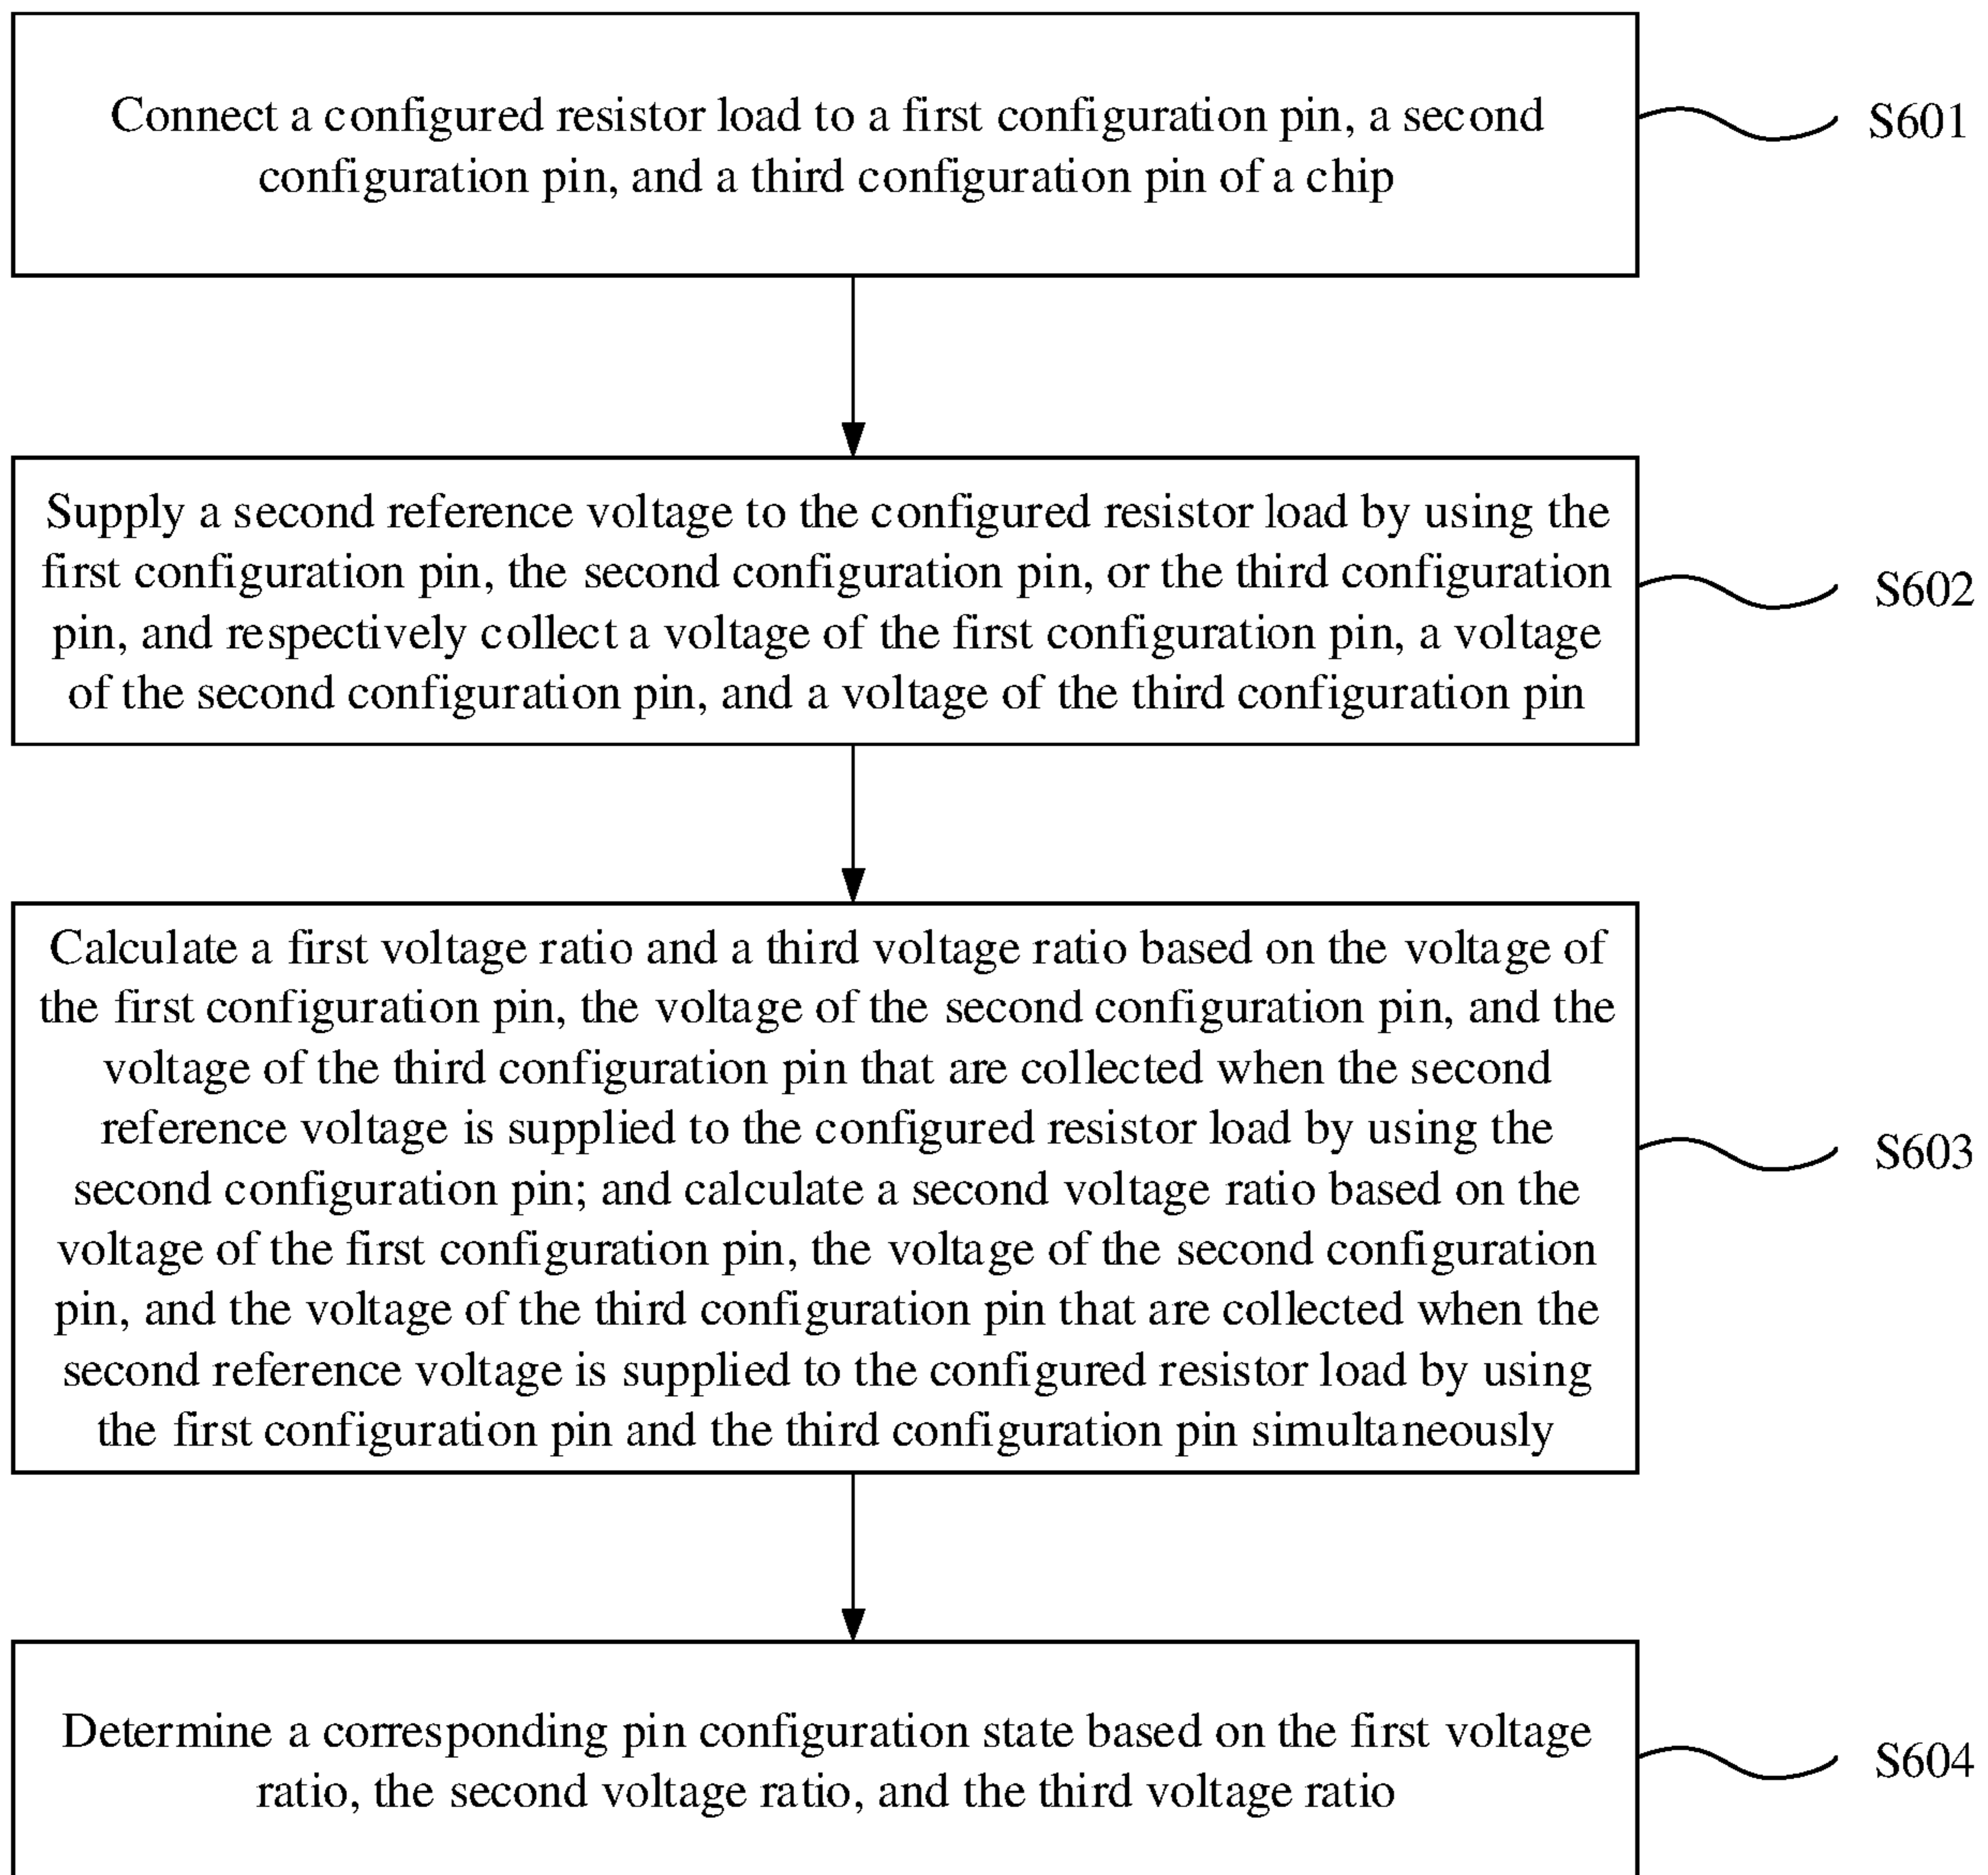 Connect a configured resistor load to a first configuration pin, a second
configuration pin, and a third configuration pin of a chip
S601
Supply a second reference voltage to the configured resistor load by using the
first configuration pin, the second configuration pin, or the third configuration
pin, and respectively collect a voltage of the first configuration pin, a voltage
of the second configuration pin, and a voltage of the third configuration pin
S602
Calculate a first voltage ratio and a third voltage ratio based on the voltage of
the first configuration pin, the voltage of the second configuration pin, and the
voltage of the third configuration pin that are collected when the second
reference voltage is supplied to the configured resistor load by using the
second configuration pin; and calculate a second voltage ratio based on the
voltage of the first configuration pin, the voltage of the second configuration
pin, and the voltage of the third configuration pin that are collected when the
second reference voltage is supplied to the configured resistor load by using
the first configuration pin and the third configuration pin simultaneously
S603
Determine a corresponding pin configuration state based on the first voltage
ratio, the second voltage ratio, and the third voltage ratio
S604